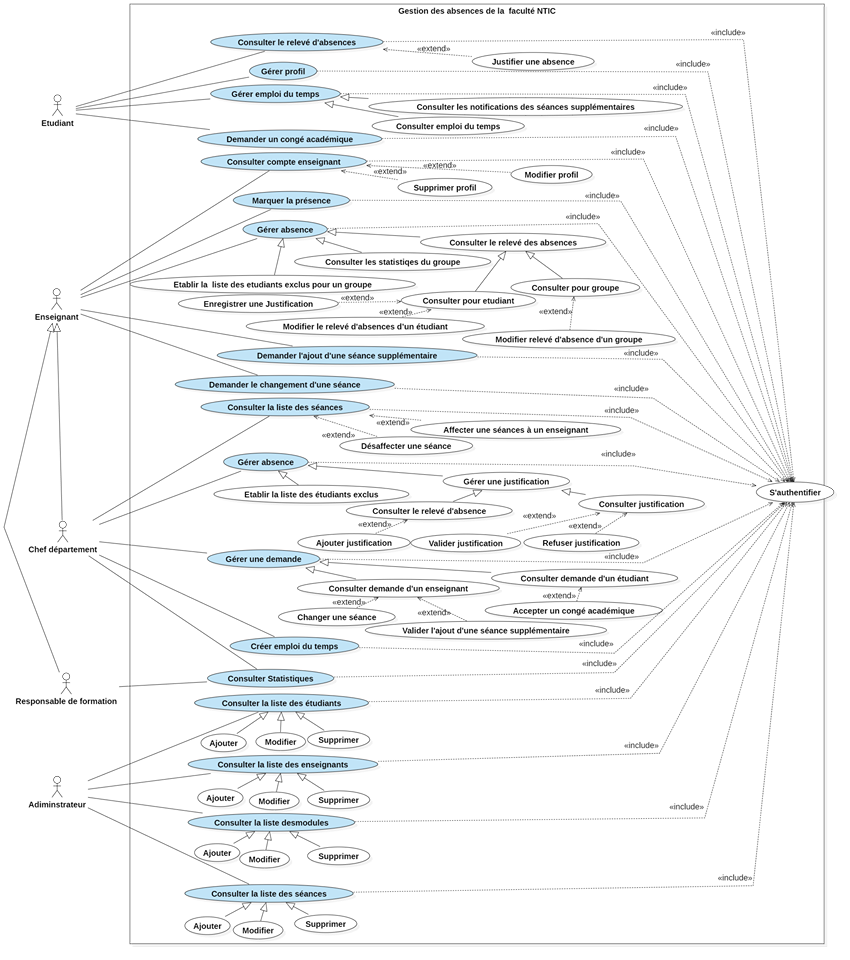 Gestion des absences de la  faculté NTIC
Consulter le relevé d'absences
«include»
«extend»
Justifier une absence
Gérer profil
«include»
Gérer emploi du temps
«include»
Consulter les notifications des séances supplémentaires
Consulter emploi du temps
Etudiant
Demander un congé académique
«include»
Consulter compte enseignant
«include»
«extend»
«extend»
Modifier profil
Supprimer profil
Marquer la présence
«include»
Gérer absence
«include»
Consulter le relevé des absences
Consulter les statistiqes du groupe
Etablir la  liste des etudiants exclus pour un groupe
Consulter pour groupe
Enregistrer une Justification
«extend»
Consulter pour etudiant
«extend»
«extend»
Enseignant
Modifier le relevé d'absences d'un étudiant
Modifier relevé d'absence d'un groupe
Demander l'ajout d'une séance supplémentaire
«include»
Demander le changement d'une séance
«include»
Consulter la liste des séances
«include»
«extend»
Affecter une séances à un enseignant
«extend»
Désaffecter une séance
Gérer absence
«include»
Gérer une justification
Etablir la liste des étudiants exclus
S'authentifier
Consulter le relevé d'absence
Consulter justification
«extend»
«extend»
«extend»
Ajouter justification
Valider justification
Refuser justification
Chef département
Gérer une demande
«include»
Consulter demande d'un étudiant
Consulter demande d'un enseignant
«extend»
«extend»
«extend»
Accepter un congé académique
Changer une séance
Valider l'ajout d'une séance supplémentaire
Créer emploi du temps
«include»
Consulter Statistiques
«include»
Responsable de formation
Consulter la liste des étudiants
«include»
Ajouter
Modifier
Supprimer
Consulter la liste des enseignants
«include»
Ajouter
Modifier
Supprimer
Adiminstrateur
Consulter la liste desmodules
«include»
Ajouter
Modifier
Supprimer
Consulter la liste des séances
«include»
Ajouter
Modifier
Supprimer